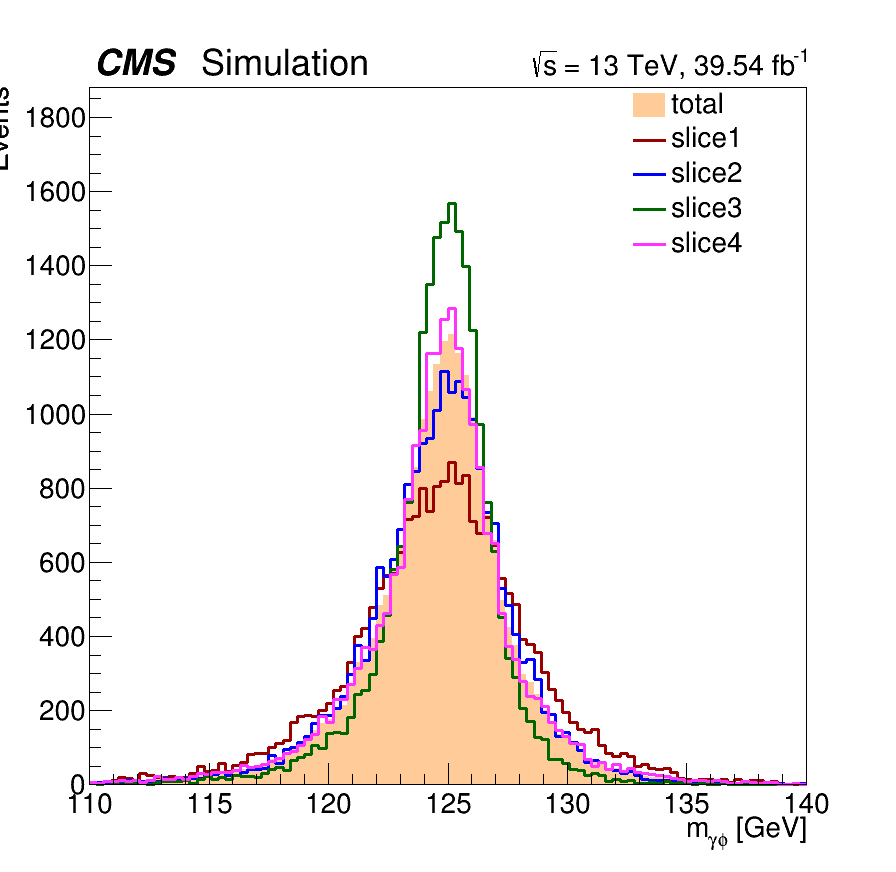 CMS Simulation
√s = 13 TeV, 39.54 fb⁻¹
Events
total
slice1
slice2
slice3
slice4
1800
1600
1400
1200
1000
800
600
400
200
0
110 115 120 125 130 135 140
m_γϕ [GeV]